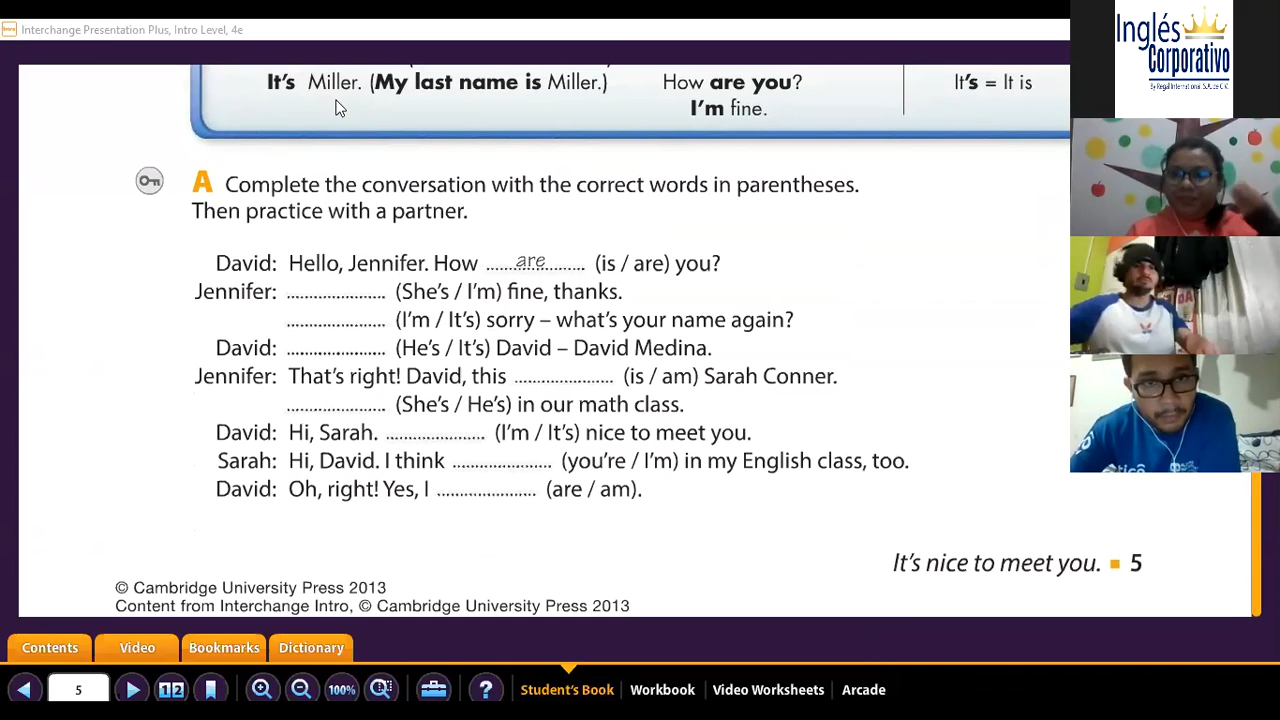 Interchange Presentation Plus, Intro Level, 4e
Inglés
Corporativo
By Regal International S.A. de C.V.
It's Miller. (My last name is Miller.) How are you? It's = It is
I'm fine.
A Complete the conversation with the correct words in parentheses.
Then practice with a partner.
David: Hello, Jennifer. How ......are...... (is / are) you?
Jennifer: .................... (She's / I'm) fine, thanks.
.................... (I'm / It's) sorry – what's your name again?
David: .................... (He's / It's) David – David Medina.
Jennifer: That's right! David, this .................... (is / am) Sarah Conner.
.................... (She's / He's) in our math class.
David: Hi, Sarah. .................... (I'm / It's) nice to meet you.
Sarah: Hi, David. I think .................... (you're / I'm) in my English class, too.
David: Oh, right! Yes, I .................... (are / am).
It's nice to meet you. ■ 5
© Cambridge University Press 2013
Content from Interchange Intro, © Cambridge University Press 2013
Contents Video Bookmarks Dictionary
5 12 100% ? Student's Book Workbook Video Worksheets Arcade